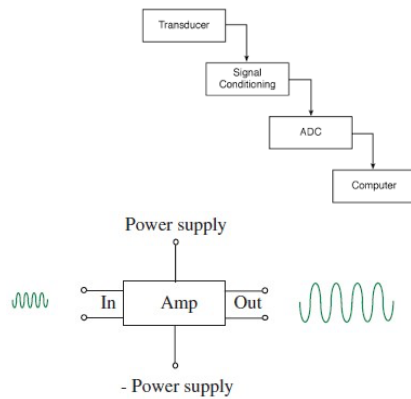 Transducer
Signal
Conditioning
ADC
Computer
Power supply
In Amp Out
- Power supply